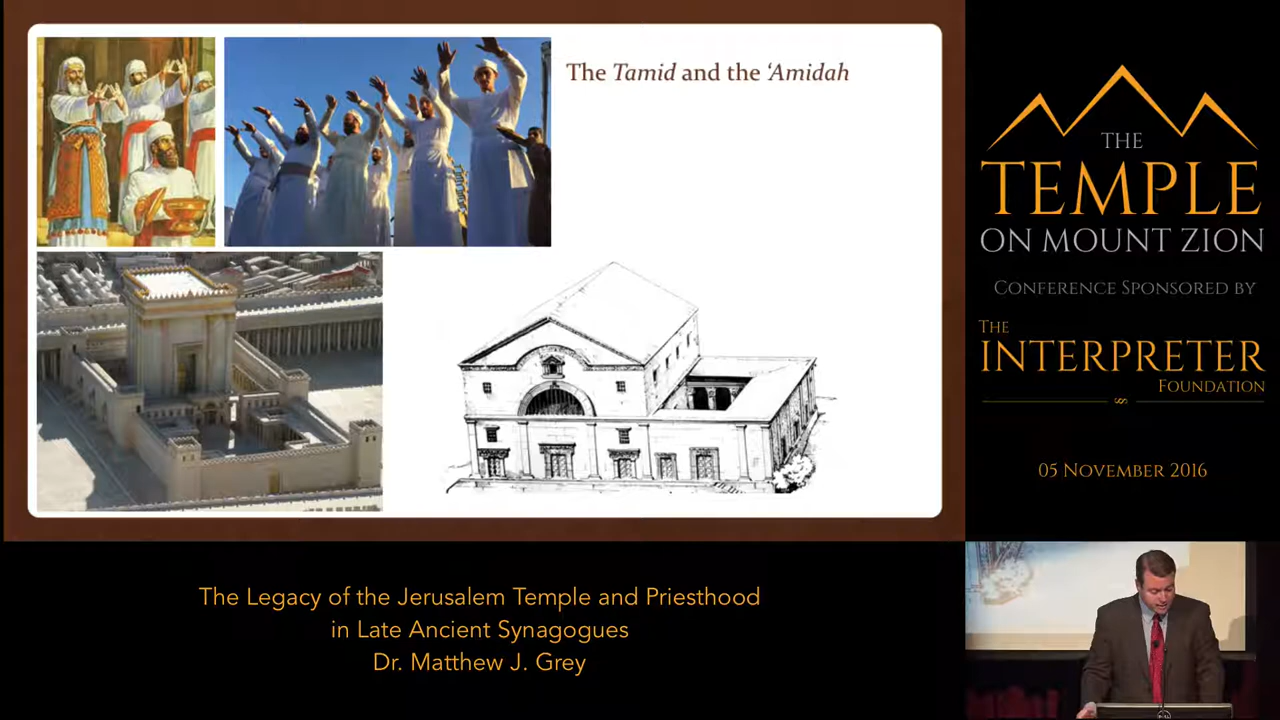 The Tamid and the ‘Amidah
THE
TEMPLE
ON MOUNT ZION
CONFERENCE SPONSORED BY
THE
INTERPRETER
FOUNDATION
05 NOVEMBER 2016
The Legacy of the Jerusalem Temple and Priesthood
in Late Ancient Synagogues
Dr. Matthew J. Grey